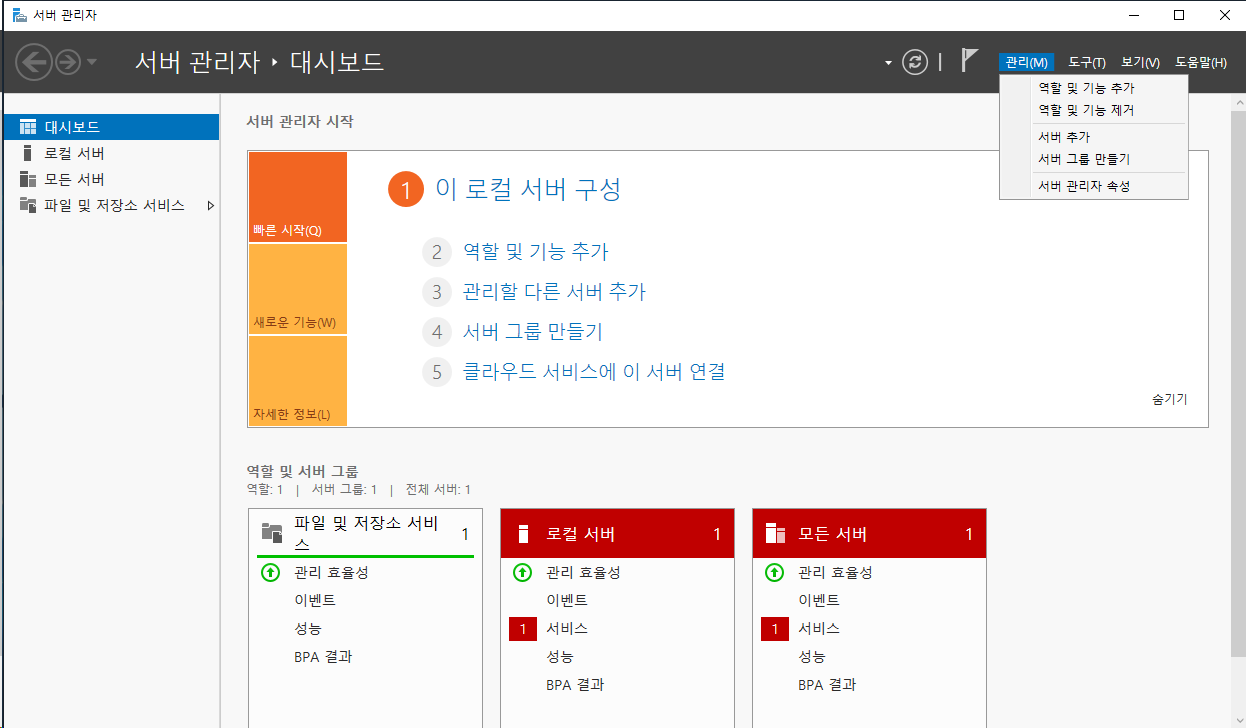 서버 관리자
서버 관리자 ‣ 대시보드
관리(M) 도구(T) 보기(V) 도움말(H)
역할 및 기능 추가
역할 및 기능 제거
서버 추가
서버 그룹 만들기
서버 관리자 속성
대시보드
로컬 서버
모든 서버
파일 및 저장소 서비스
서버 관리자 시작
빠른 시작(Q)
새로운 기능(W)
자세한 정보(L)
1 이 로컬 서버 구성
2 역할 및 기능 추가
3 관리할 다른 서버 추가
4 서버 그룹 만들기
5 클라우드 서비스에 이 서버 연결
숨기기
역할 및 서버 그룹
역할: 1 | 서버 그룹: 1 | 전체 서버: 1
파일 및 저장소 서비
스
1
관리 효율성
이벤트
성능
BPA 결과
로컬 서버 1
관리 효율성
이벤트
1 서비스
성능
BPA 결과
모든 서버 1
관리 효율성
이벤트
1 서비스
성능
BPA 결과